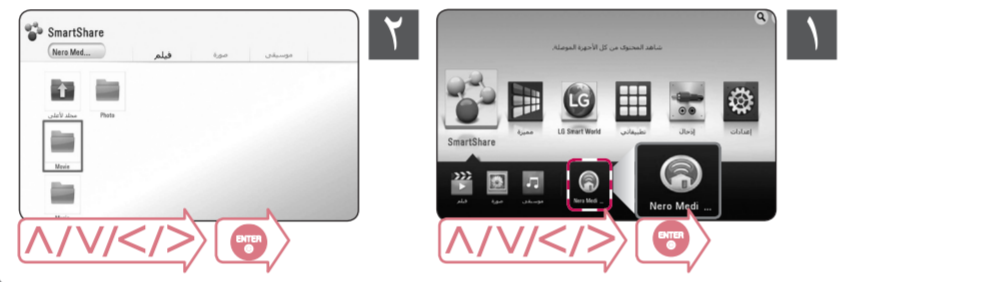 ١
شاهد المحتوى من كل الأجهزة الموصلة.
SmartShare
مميزة
LG
LG Smart World
تطبيقاتي
إدخال
إعدادات
فيلم
صورة
موسيقى
Nero Medi ...
Nero Medi ...
Λ/V/</>
ENTER
٢
SmartShare
Nero Med...
فيلم
صورة
موسيقى
مجلد لأعلى
Photo
Movie
Λ/V/</>
ENTER